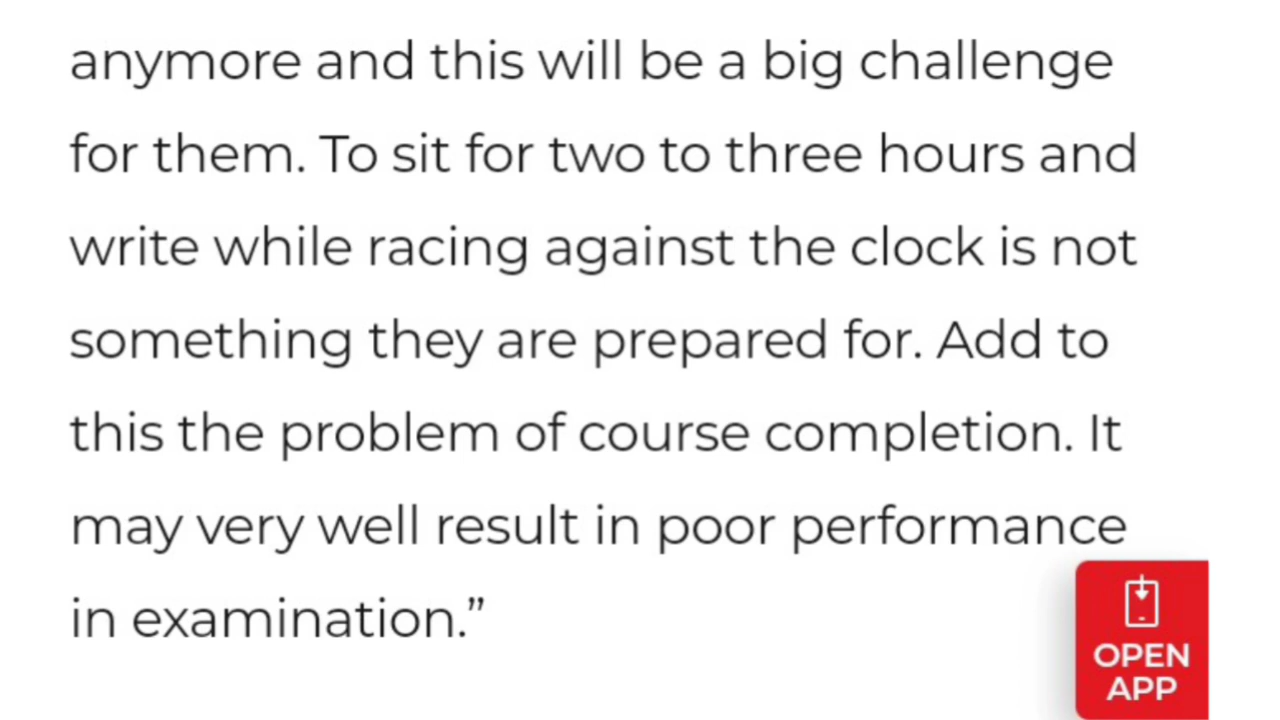 anymore and this will be a big challenge
for them. To sit for two to three hours and
write while racing against the clock is not
something they are prepared for. Add to
this the problem of course completion. It
may very well result in poor performance
in examination.”
OPEN
APP